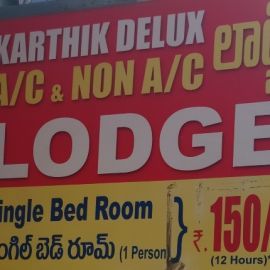 KARTHIK DELUX
A/C & NON A/C
LODGE
ingle Bed Room
ంగిల్ బెడ్ రూమ్ (1 Person)
₹. 150/
(12 Hours)*